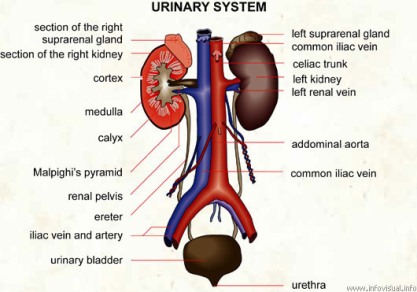 URINARY SYSTEM
section of the right
suprarenal gland
section of the right kidney
cortex
medulla
calyx
Malpighi's pyramid
renal pelvis
ereter
iliac vein and artery
urinary bladder
left suprarenal gland
common iliac vein
celiac trunk
left kidney
left renal vein
addominal aorta
common iliac vein
urethra
www.infovisual.info